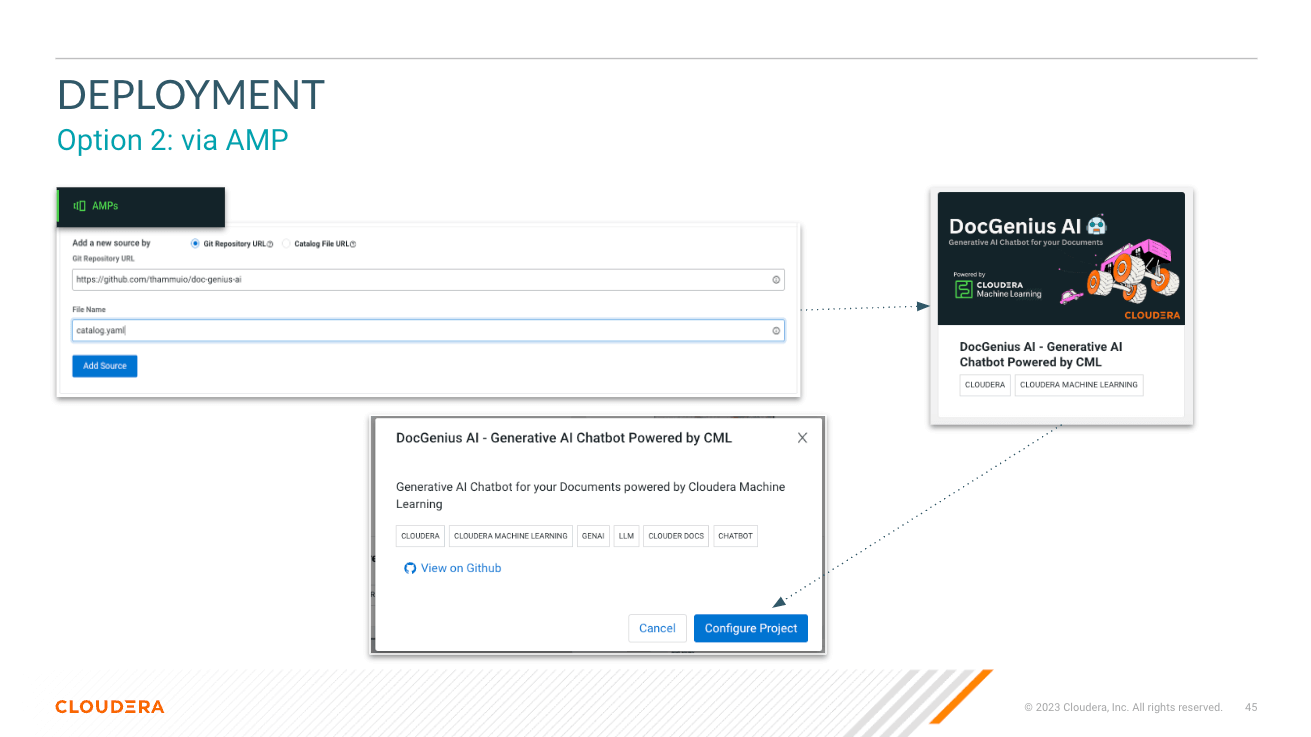 DEPLOYMENT
Option 2: via AMP
AMPs
Add a new source by
Git Repository URL
Catalog File URL
Git Repository URL
https://github.com/thammuio/doc-genius-ai
File Name
catalog.yaml
Add Source
DocGenius AI
Generative AI Chatbot for your Documents
Powered by
CLOUDERA
Machine Learning
CLOUDERA
DocGenius AI - Generative AI
Chatbot Powered by CML
CLOUDERA
CLOUDERA MACHINE LEARNING
DocGenius AI - Generative AI Chatbot Powered by CML
Generative AI Chatbot for your Documents powered by Cloudera Machine
Learning
CLOUDERA
CLOUDERA MACHINE LEARNING
GENAI
LLM
CLOUDER DOCS
CHATBOT
View on Github
Cancel
Configure Project
CLOUDERA
© 2023 Cloudera, Inc. All rights reserved.
45